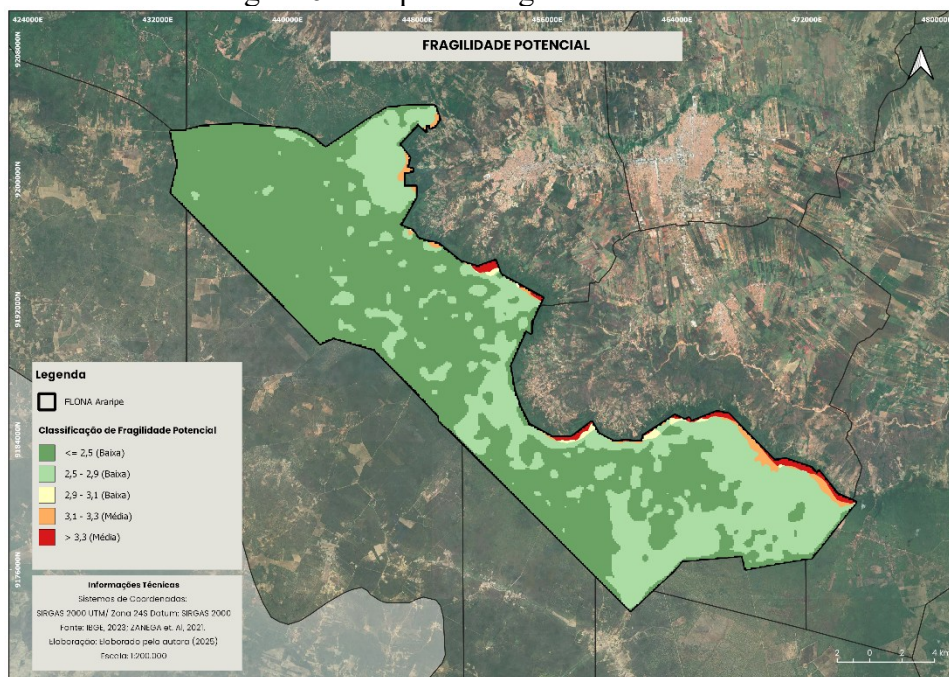 424000E 432000E 440000E 448000E 456000E 464000E 472000E 480000E
FRAGILIDADE POTENCIAL
9208000N
9200000N
9192000N
9184000N
9176000N
Legenda
FLONA Araripe
Classificação de Fragilidade Potencial
<= 2,5 (Baixa)
2,5 - 2,9 (Baixa)
2,9 - 3,1 (Baixa)
3,1 - 3,3 (Média)
> 3,3 (Média)
Informações Técnicas
Sistemas de Coordenadas:
SIRGAS 2000 UTM/ Zona 24S Datum: SIRGAS 2000
Fonte: IBGE, 2023; ZANEGA et. Al, 2021.
Elaboração: Elaborado pela autora (2025)
Escala: 1:200.000
2 0 2 4 km